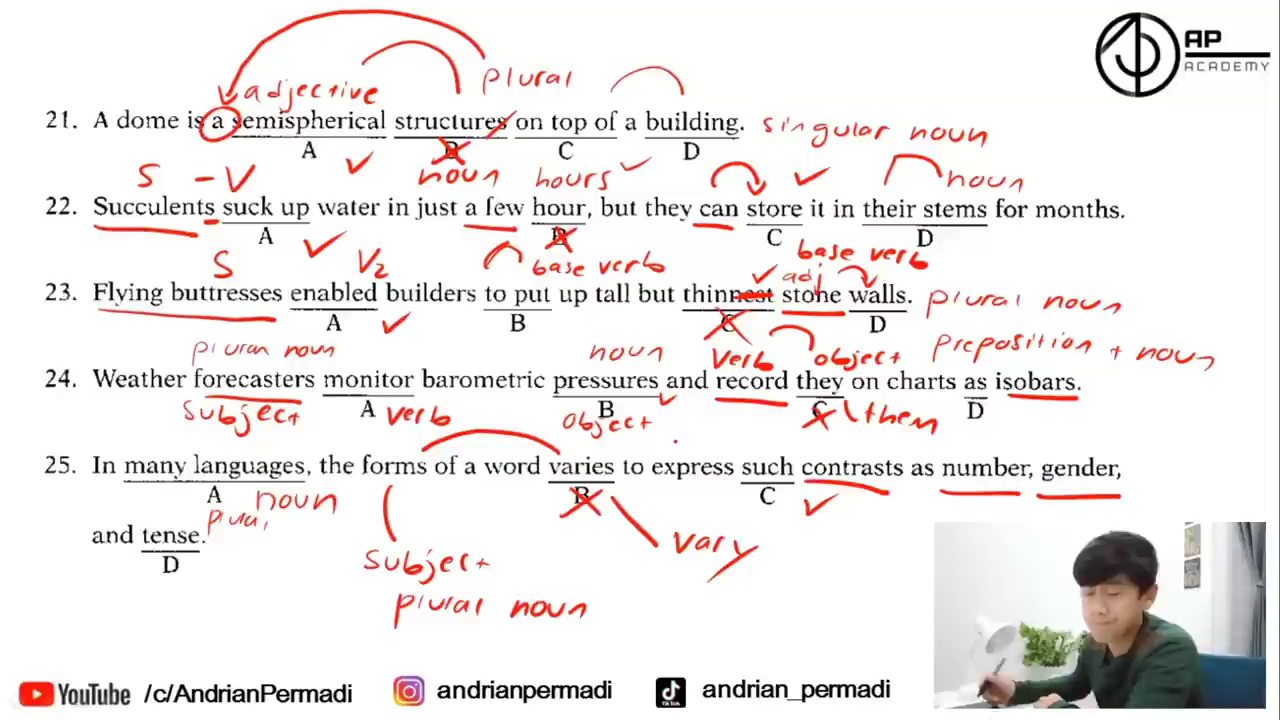 AP
ACADEMY
adjective
plural
21. A dome is a semispherical structures on top of a building. singular noun
A B C D
S - V noun hours noun
22. Succulents suck up water in just a few hour, but they can store it in their stems for months.
A B C D
S V2 base verb base verb
adj
23. Flying buttresses enabled builders to put up tall but thinnest stone walls. plural noun
A B C D
plural noun noun verb object preposition + noun
24. Weather forecasters monitor barometric pressures and record they on charts as isobars.
A B C D
subject verb object them
25. In many languages, the forms of a word varies to express such contrasts as number, gender,
A B C
noun
plural
and tense.
D
vary
subject
plural noun
YouTube /c/AndrianPermadi andrianpermadi andrian_permadi